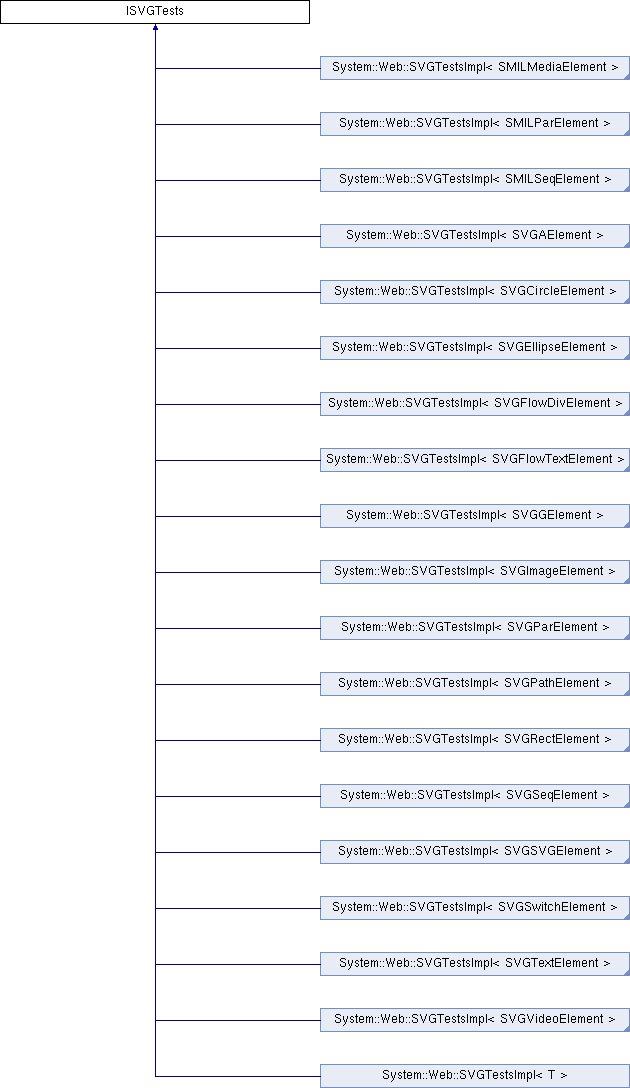 ISVGTests
System::Web::SVGTestsImpl< SMILMediaElement >
System::Web::SVGTestsImpl< SMILParElement >
System::Web::SVGTestsImpl< SMILSeqElement >
System::Web::SVGTestsImpl< SVGAElement >
System::Web::SVGTestsImpl< SVGCircleElement >
System::Web::SVGTestsImpl< SVGEllipseElement >
System::Web::SVGTestsImpl< SVGFlowDivElement >
System::Web::SVGTestsImpl< SVGFlowTextElement >
System::Web::SVGTestsImpl< SVGGElement >
System::Web::SVGTestsImpl< SVGImageElement >
System::Web::SVGTestsImpl< SVGParElement >
System::Web::SVGTestsImpl< SVGPathElement >
System::Web::SVGTestsImpl< SVGRectElement >
System::Web::SVGTestsImpl< SVGSeqElement >
System::Web::SVGTestsImpl< SVGSVGElement >
System::Web::SVGTestsImpl< SVGSwitchElement >
System::Web::SVGTestsImpl< SVGTextElement >
System::Web::SVGTestsImpl< SVGVideoElement >
System::Web::SVGTestsImpl< T >